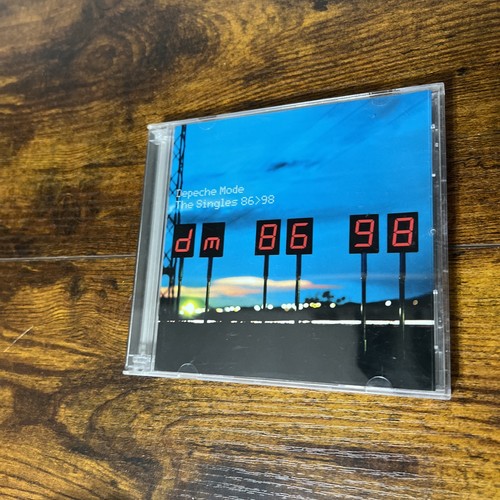 Depeche Mode
The Singles 86>98
dm 86 98